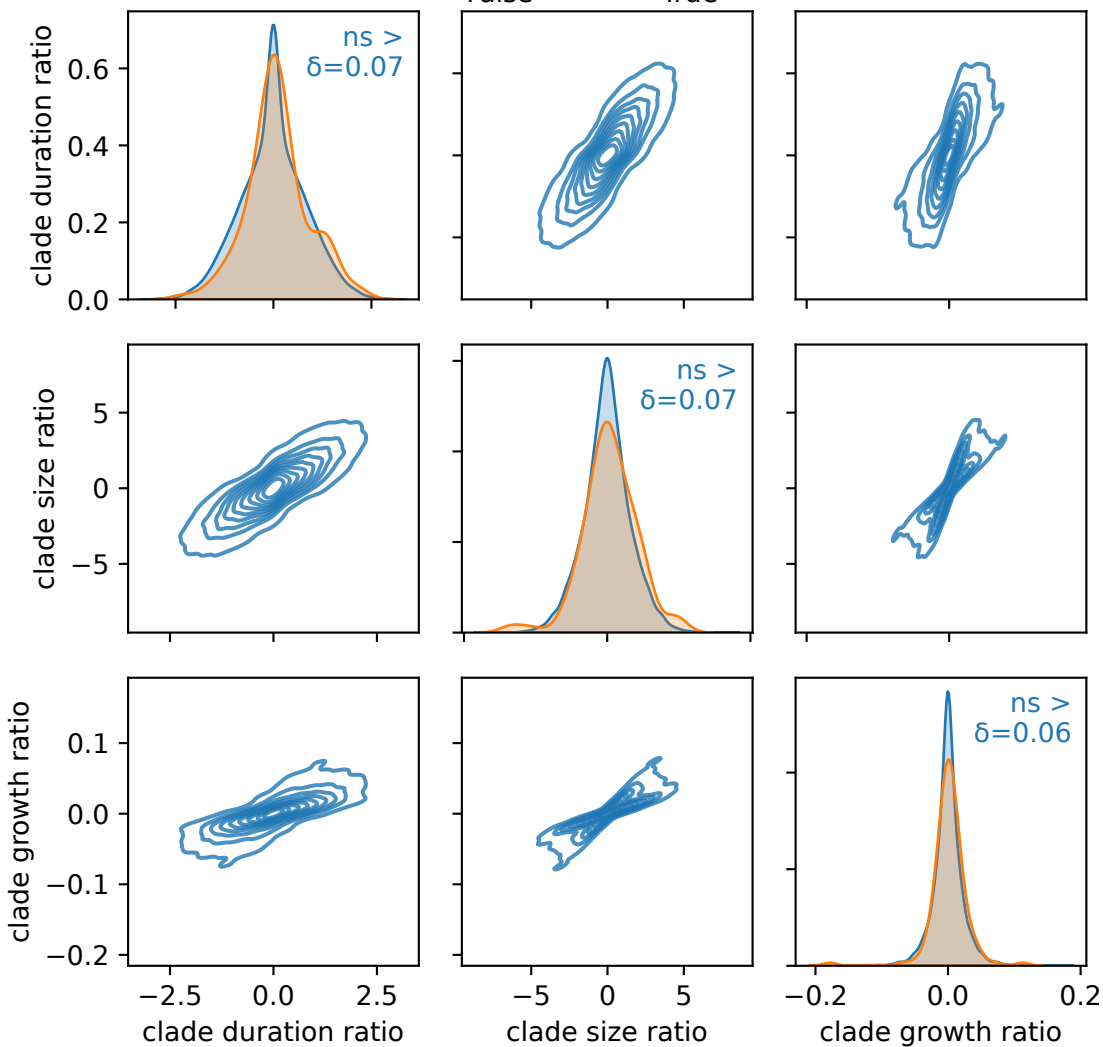 False True
clade duration ratio
0.6
0.4
0.2
0.0
ns >
δ=0.07
clade size ratio
5
0
−5
ns >
δ=0.07
clade growth ratio
0.1
0.0
−0.1
−0.2
ns >
δ=0.06
−2.5 0.0 2.5
−5 0 5
−0.2 0.0 0.2
clade duration ratio
clade size ratio
clade growth ratio